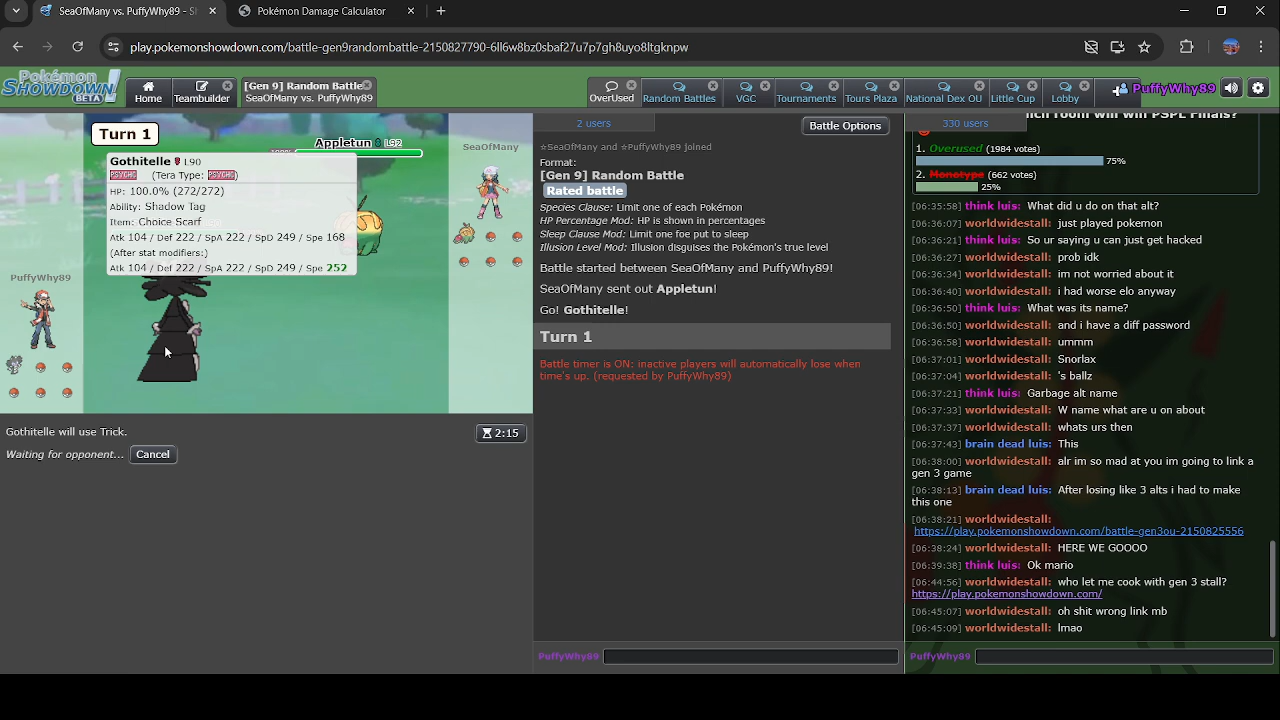 SeaOfMany vs. PuffyWhy89 - S
Pokémon Damage Calculator
play.pokemonshowdown.com/battle-gen9randombattle-2150827790-6ll6w8bz0sbaf27u7p7gh8uyo8ltgknpw
Pokémon
Showdown!
BETA
Home
Teambuilder
[Gen 9] Random Battle
SeaOfMany vs. PuffyWhy89
OverUsed
Random Battles
VGC
Tournaments
Tours Plaza
National Dex OU
Little Cup
Lobby
PuffyWhy89
Turn 1
Appletun L92
100%
SeaOfMany
PuffyWhy89
Gothitelle L90
PSYCHC (Tera Type: PSYCHC)
HP: 100.0% (272/272)
Ability: Shadow Tag
Item: Choice Scarf
Atk 104 / Def 222 / SpA 222 / SpD 249 / Spe 168
(After stat modifiers:)
Atk 104 / Def 222 / SpA 222 / SpD 249 / Spe 252
Gothitelle will use Trick.
2:15
Waiting for opponent...
Cancel
2 users
Battle Options
☆SeaOfMany and ☆PuffyWhy89 joined
Format:
[Gen 9] Random Battle
Rated battle
Species Clause: Limit one of each Pokémon
HP Percentage Mod: HP is shown in percentages
Sleep Clause Mod: Limit one foe put to sleep
Illusion Level Mod: Illusion disguises the Pokémon's true level
Battle started between SeaOfMany and PuffyWhy89!
SeaOfMany sent out Appletun!
Go! Gothitelle!
Turn 1
Battle timer is ON: inactive players will automatically lose when
time's up. (requested by PuffyWhy89)
PuffyWhy89
330 users
ich room will win PSPL Finals?
1. Overused (1984 votes)
75%
2. Monotype (662 votes)
25%
[06:35:58] think luis: What did u do on that alt?
[06:36:07] worldwidestall: just played pokemon
[06:36:21] think luis: So ur saying u can just get hacked
[06:36:27] worldwidestall: prob idk
[06:36:34] worldwidestall: im not worried about it
[06:36:40] worldwidestall: i had worse elo anyway
[06:36:50] think luis: What was its name?
[06:36:50] worldwidestall: and i have a diff password
[06:36:58] worldwidestall: ummm
[06:37:01] worldwidestall: Snorlax
[06:37:04] worldwidestall: 's ballz
[06:37:21] think luis: Garbage alt name
[06:37:33] worldwidestall: W name what are u on about
[06:37:37] worldwidestall: whats urs then
[06:37:43] brain dead luis: This
[06:38:00] worldwidestall: alr im so mad at you im going to link a
gen 3 game
[06:38:13] brain dead luis: After losing like 3 alts i had to make
this one
[06:38:21] worldwidestall:
https://play.pokemonshowdown.com/battle-gen3ou-2150825556
[06:38:24] worldwidestall: HERE WE GOOOO
[06:39:38] think luis: Ok mario
[06:44:56] worldwidestall: who let me cook with gen 3 stall?
https://play.pokemonshowdown.com/
[06:45:07] worldwidestall: oh shit wrong link mb
[06:45:09] worldwidestall: lmao
PuffyWhy89